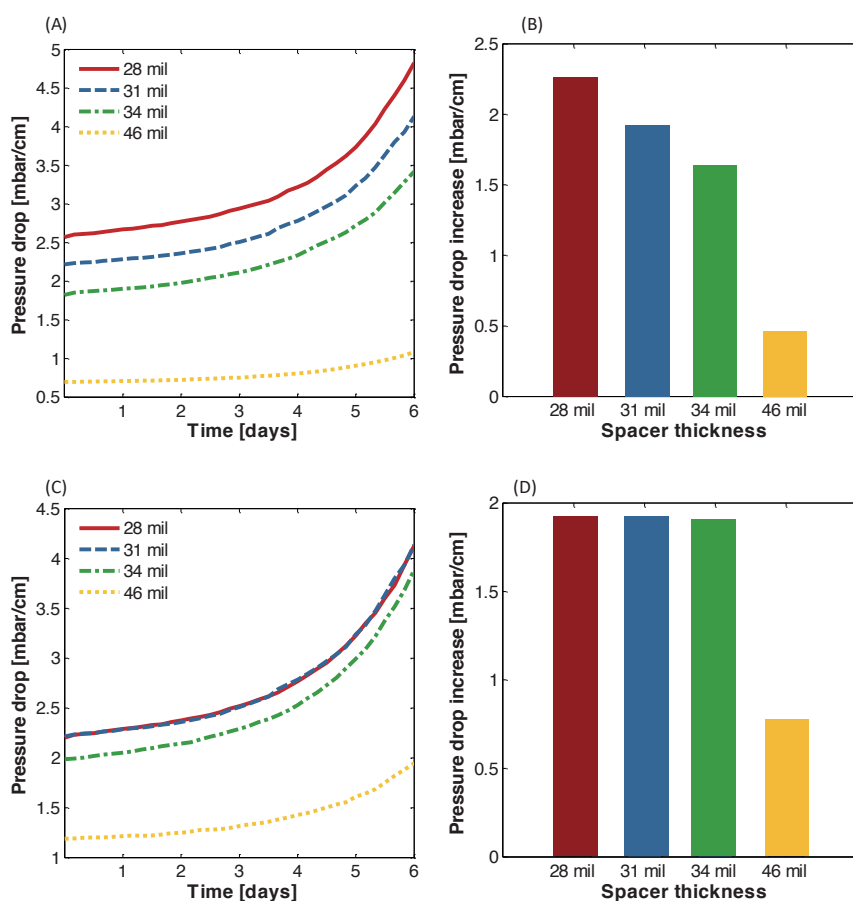 (A)
Pressure drop [mbar/cm]
5
4.5
4
3.5
3
2.5
2
1.5
1
0.5
28 mil
31 mil
34 mil
46 mil
1 2 3 4 5 6
Time [days]
(B)
Pressure drop increase [mbar/cm]
2.5
2
1.5
1
0.5
0
28 mil 31 mil 34 mil 46 mil
Spacer thickness
(C)
Pressure drop [mbar/cm]
4.5
4
3.5
3
2.5
2
1.5
1
28 mil
31 mil
34 mil
46 mil
1 2 3 4 5 6
Time [days]
(D)
Pressure drop increase [mbar/cm]
2
1.5
1
0.5
0
28 mil 31 mil 34 mil 46 mil
Spacer thickness